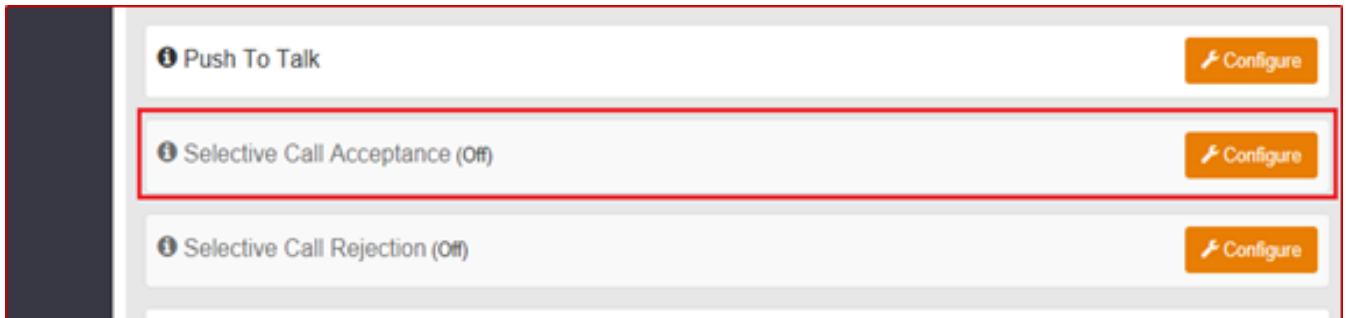 Push To Talk Configure
Selective Call Acceptance (Off) Configure
Selective Call Rejection (Off) Configure